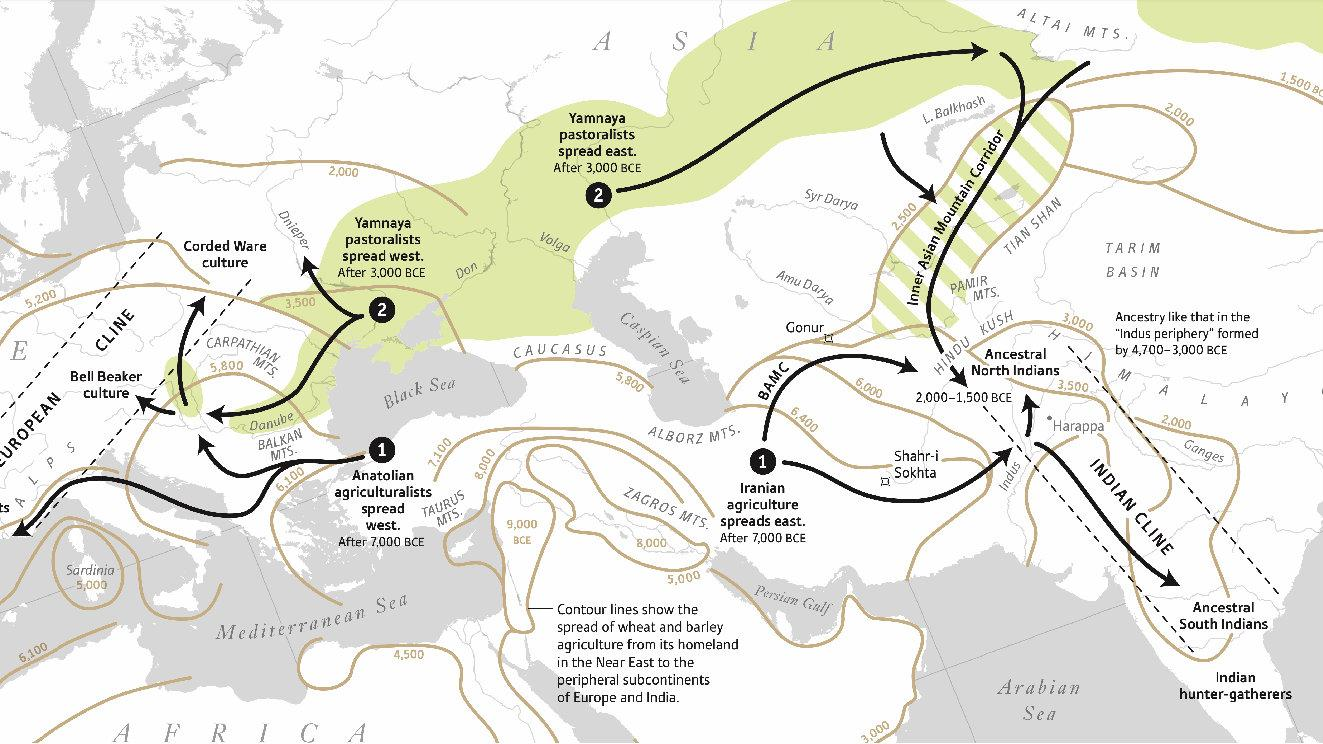 ASIA
ALTAI MTS.
1,500 BC
2,000
L. Balkhash
Yamnaya
pastoralists
spread east.
After 3,000 BCE
2
Inner Asian Mountain Corridor
2,500
Syr Darya
TIAN SHAN
TARIM
BASIN
2,000
Dnieper
Yamnaya
pastoralists
spread west.
After 3,000 BCE
2
Don
Volga
Corded Ware
culture
5,200
3,500
CLINE
EUROPEAN
E
CARPATHIAN
MTS.
5,800
Bell Beaker
culture
ALPS
ts
Danube
BALKAN
MTS.
Black Sea
CAUCASUS
5,800
Caspian Sea
Amu Darya
Gonur
PAMIR
MTS.
HINDU KUSH
3,000
Ancestry like that in the
“Indus periphery” formed
by 4,700–3,000 BCE
Ancestral
North Indians
2,000–1,500 BCE
3,500
HIMALAY
BAMC
6,000
6,400
Harappa
2,000
Ganges
Shahr-i
Sokhta
Indus
INDIAN CLINE
1
Anatolian
agriculturalists
spread
west.
After 7,000 BCE
6,100
7,100
8,000
TAURUS
MTS.
ALBORZ MTS.
ZAGROS MTS.
1
Iranian
agriculture
spreads east.
After 7,000 BCE
9,000
BCE
8,000
5,000
Sardinia
5,000
Mediterranean Sea
6,100
4,500
Contour lines show the
spread of wheat and barley
agriculture from its homeland
in the Near East to the
peripheral subcontinents
of Europe and India.
Persian Gulf
Ancestral
South Indians
Indian
hunter-gatherers
Arabian
Sea
3,000
AFRICA